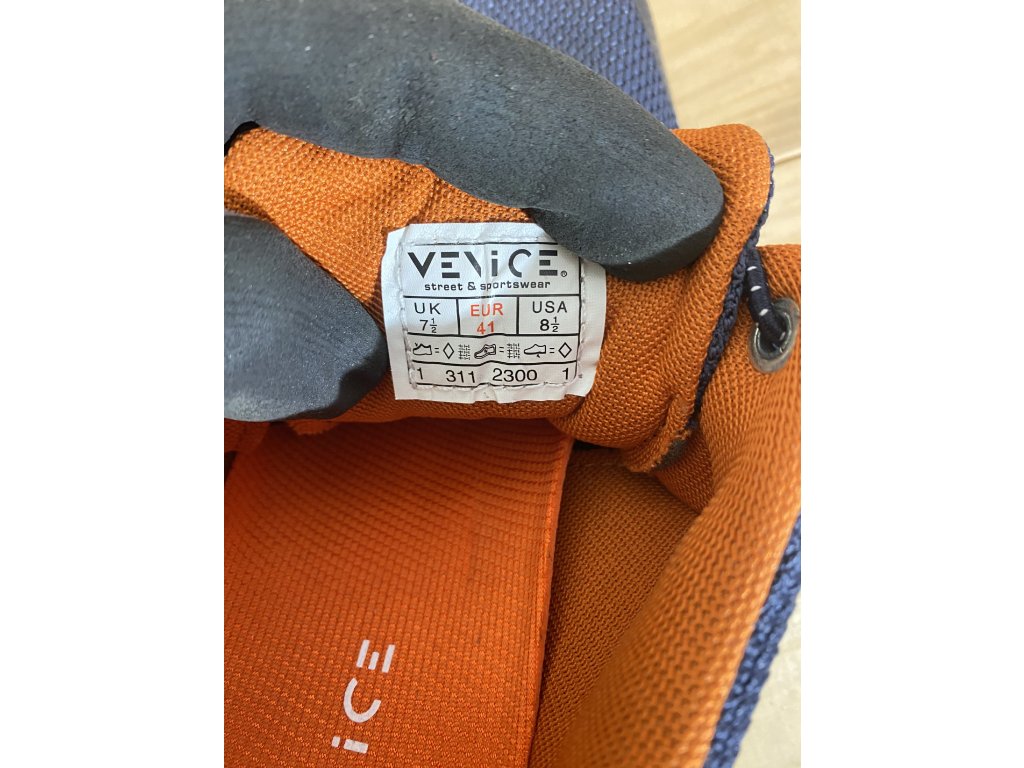 VENiCE®
street & sportswear
UK EUR USA
7½ 41 8½
= = =
1 311 2300 1
iCE